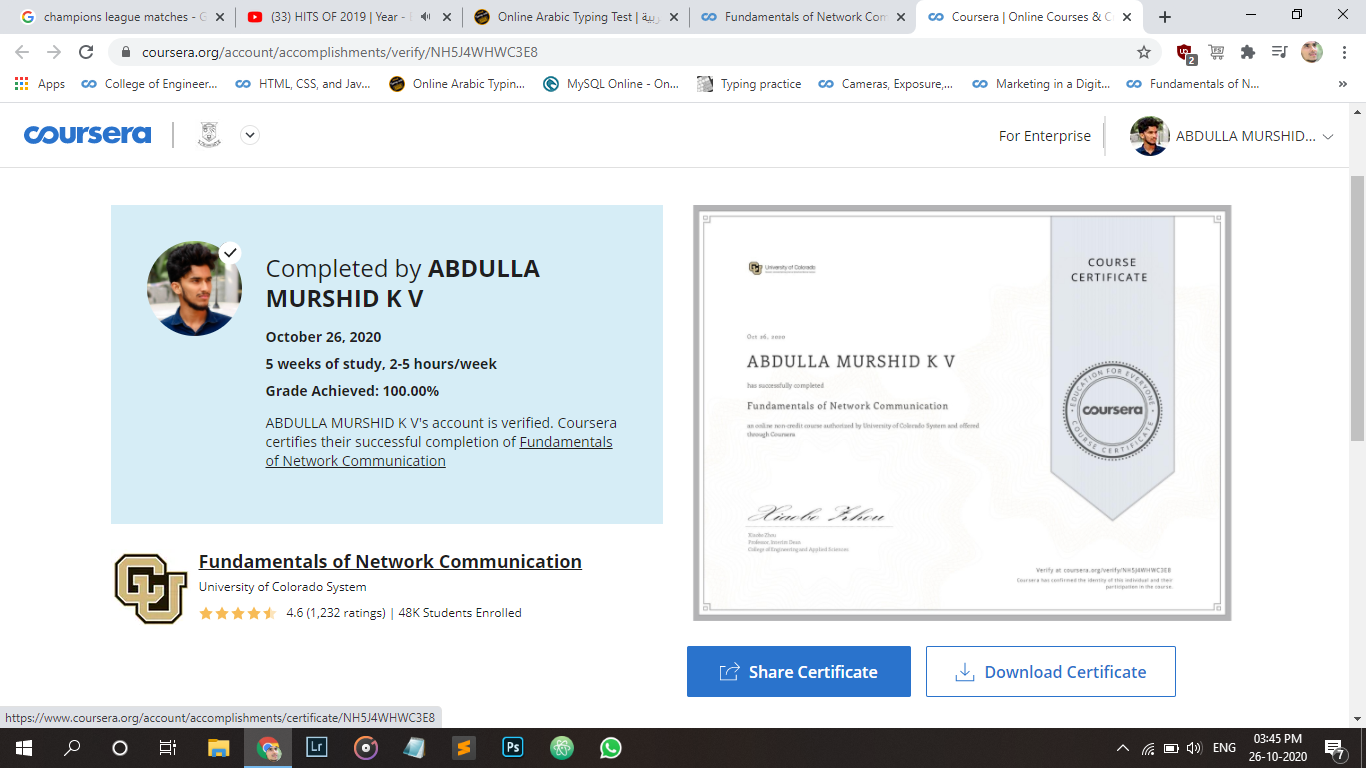 champions league matches - G
(33) HITS OF 2019 | Year -
Online Arabic Typing Test |
Fundamentals of Network Com
Coursera | Online Courses & C
coursera.org/account/accomplishments/verify/NH5J4WHWC3E8
2
Apps
College of Engineer...
HTML, CSS, and Jav...
Online Arabic Typin...
MySQL Online - On...
Typing practice
Cameras, Exposure,...
Marketing in a Digit...
Fundamentals of N...
»
coursera
For Enterprise
ABDULLA MURSHID...
Completed by ABDULLA
MURSHID K V
October 26, 2020
5 weeks of study, 2-5 hours/week
Grade Achieved: 100.00%
ABDULLA MURSHID K V's account is verified. Coursera
certifies their successful completion of Fundamentals
of Network Communication
Fundamentals of Network Communication
University of Colorado System
4.6 (1,232 ratings) | 48K Students Enrolled
University of Colorado
COURSE
CERTIFICATE
Oct 26, 2020
ABDULLA MURSHID K V
has successfully completed
Fundamentals of Network Communication
an online non-credit course authorized by University of Colorado System and offered
through Coursera
EDUCATION FOR EVERYONE
coursera
COURSE CERTIFICATE
Xiaobo Zhou
Xiaobo Zhou
Professor, Interim Dean
College of Engineering and Applied Sciences
Verify at coursera.org/verify/NH5J4WHWC3E8
Coursera has confirmed the identity of this individual and their
participation in the course.
Share Certificate
Download Certificate
https://www.coursera.org/account/accomplishments/certificate/NH5J4WHWC3E8
Lr
Ps
ENG
03:45 PM
26-10-2020
7